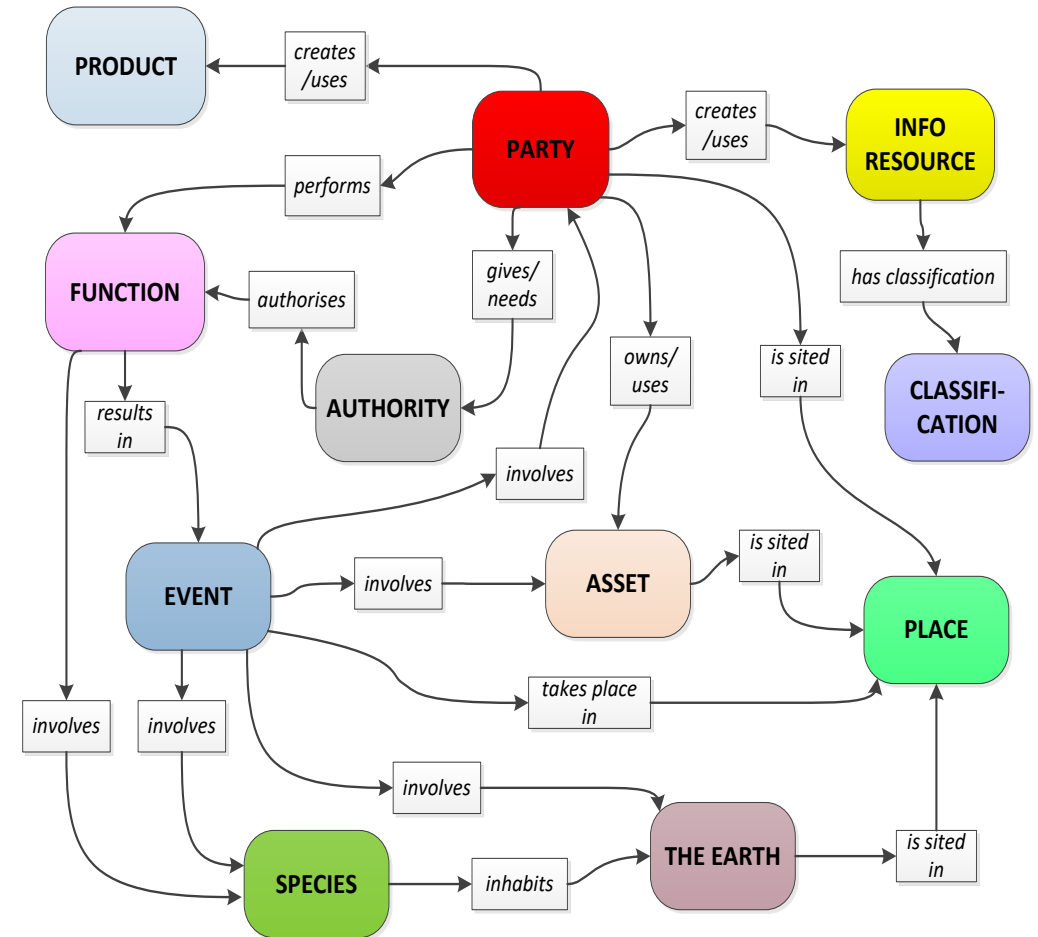 PRODUCT
creates
/uses
PARTY
creates
/uses
INFO
RESOURCE
performs
FUNCTION
authorises
gives/
needs
has classification
AUTHORITY
owns/
uses
is sited
in
CLASSIFI-
CATION
results
in
involves
EVENT
involves
ASSET
is sited
in
PLACE
takes place
in
involves
involves
involves
SPECIES
inhabits
THE EARTH
is sited
in